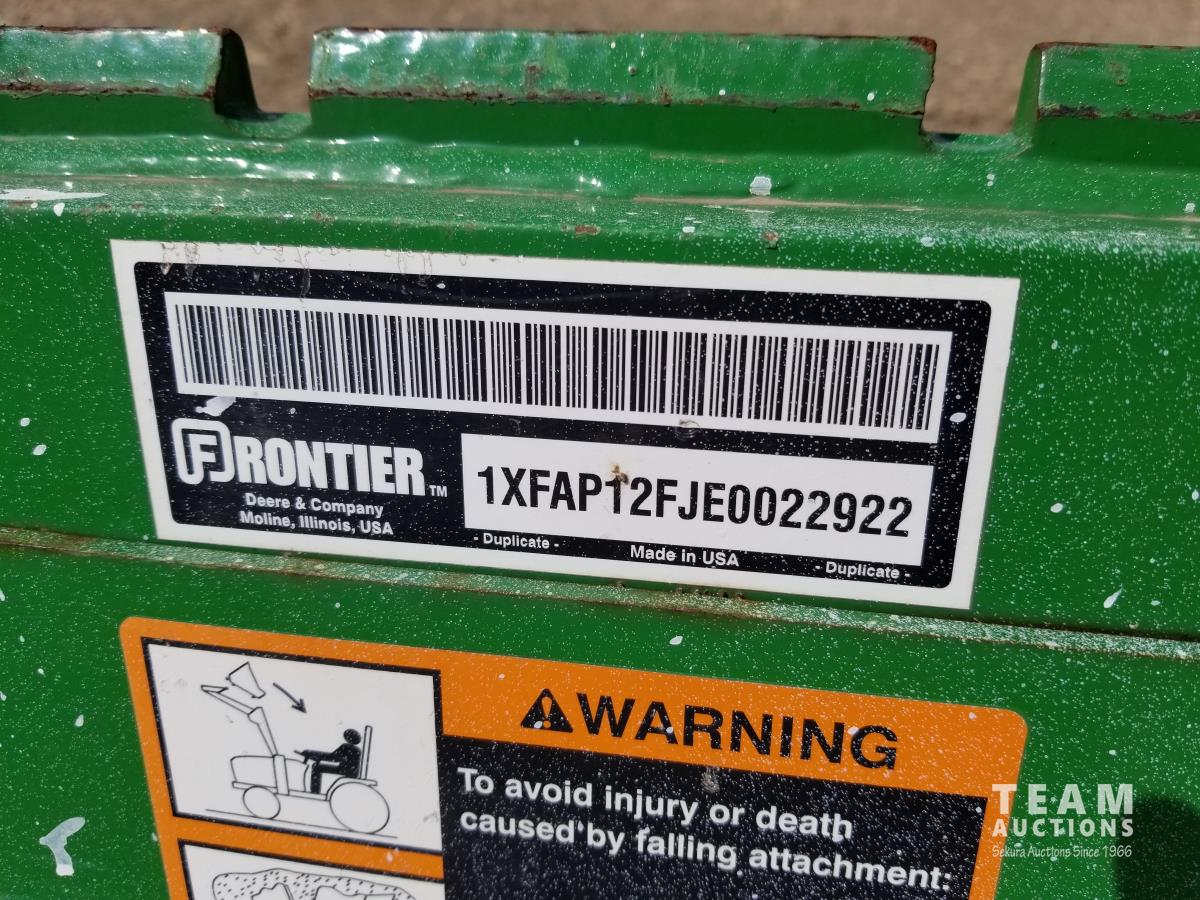 FRONTIER™
Deere & Company
Moline, Illinois, USA
1XFAP12FJE0022922
- Duplicate -
Made in USA
- Duplicate -
WARNING
To avoid injury or death
caused by falling attachment:
TEAM
AUCTIONS
Sekura Auctions Since 1966